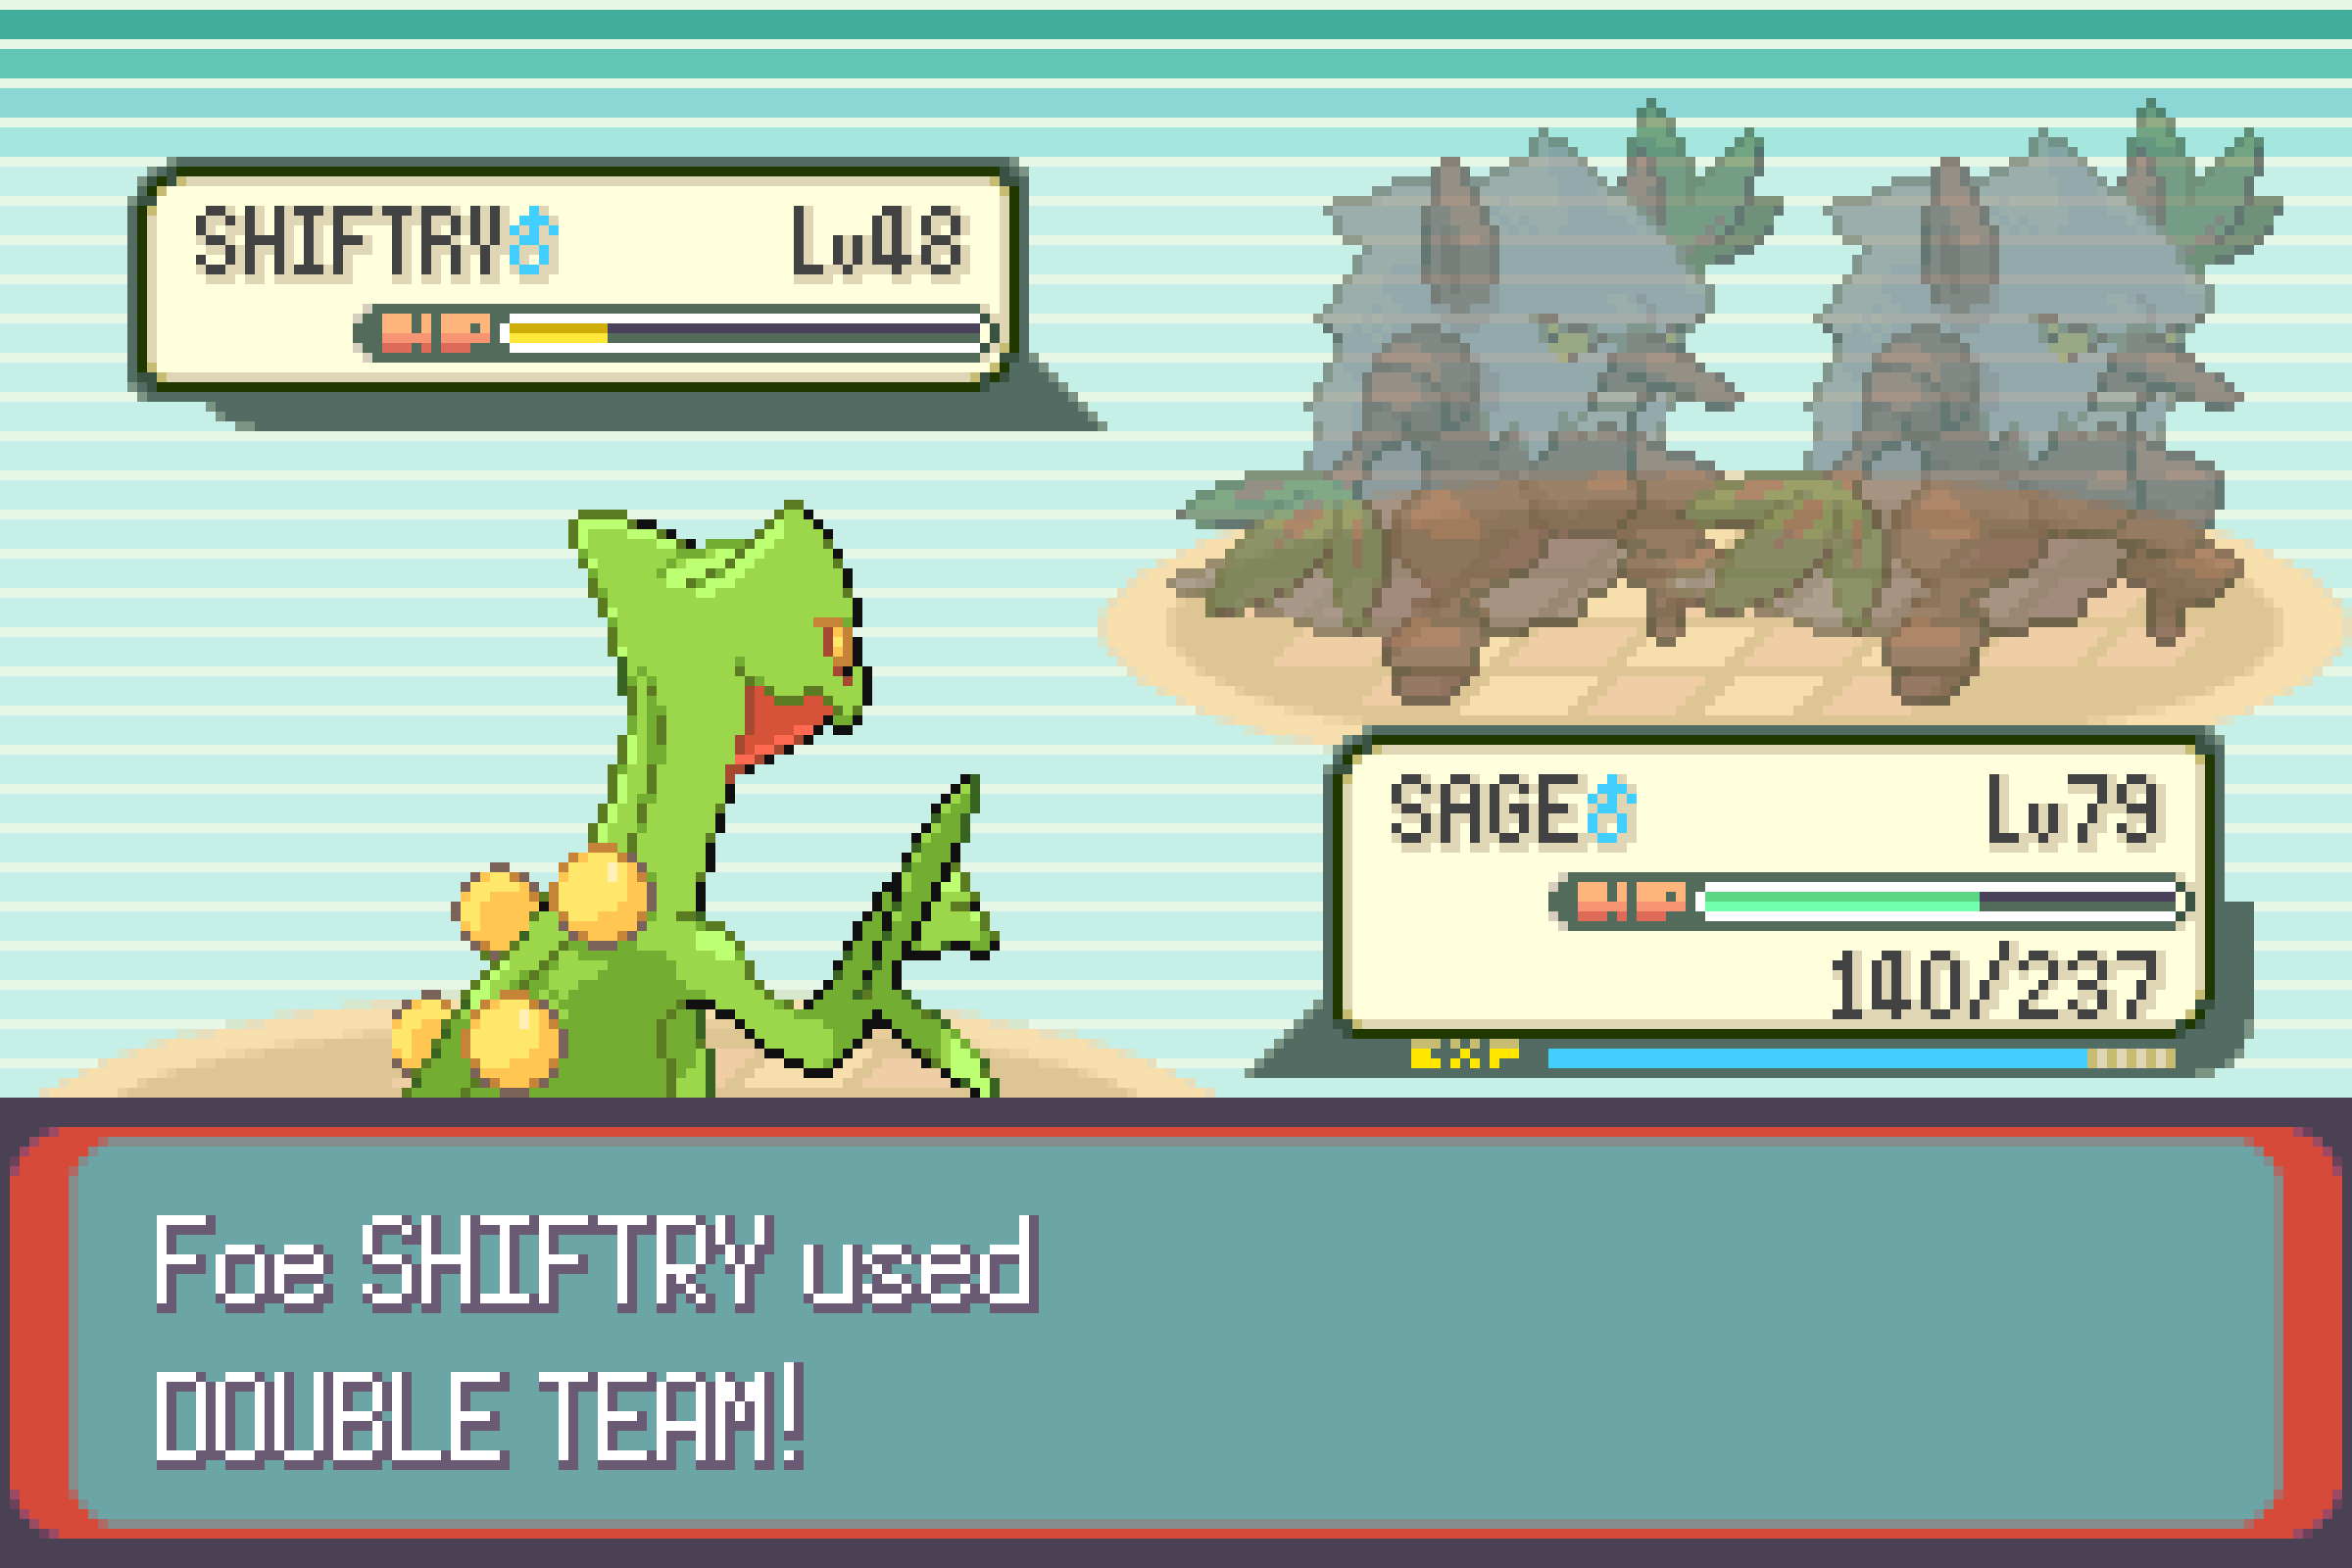 SHIFTRY♂ Lv48
HP
SAGE♂ Lv79
HP
140/237
EXP
Foe SHIFTRY used
DOUBLE TEAM!